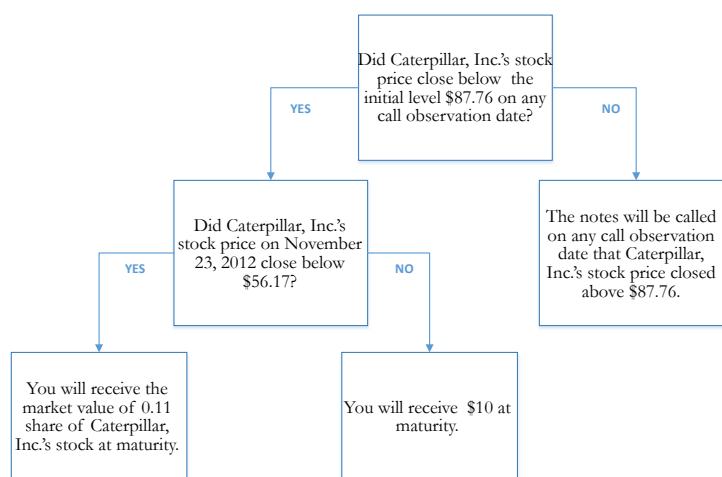 Did Caterpillar, Inc.'s stock
price close below the
initial level $87.76 on any
call observation date?
YES
NO
Did Caterpillar, Inc.'s
stock price on November
23, 2012 close below
$56.17?
The notes will be called
on any call observation
date that Caterpillar,
Inc.'s stock price closed
above $87.76.
YES
NO
You will receive the
market value of 0.11
share of Caterpillar,
Inc.'s stock at maturity.
You will receive $10 at
maturity.